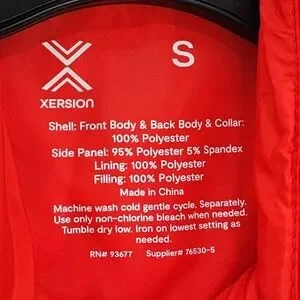 S
XERSION
Shell: Front Body & Back Body & Collar:
100% Polyester
Side Panel: 95% Polyester 5% Spandex
Lining: 100% Polyester
Filling: 100% Polyester
Made in China
Machine wash cold gentle cycle. Separately.
Use only non-chlorine bleach when needed.
Tumble dry low. Iron on lowest setting as
needed.
RN# 93677 Supplier# 76530-5